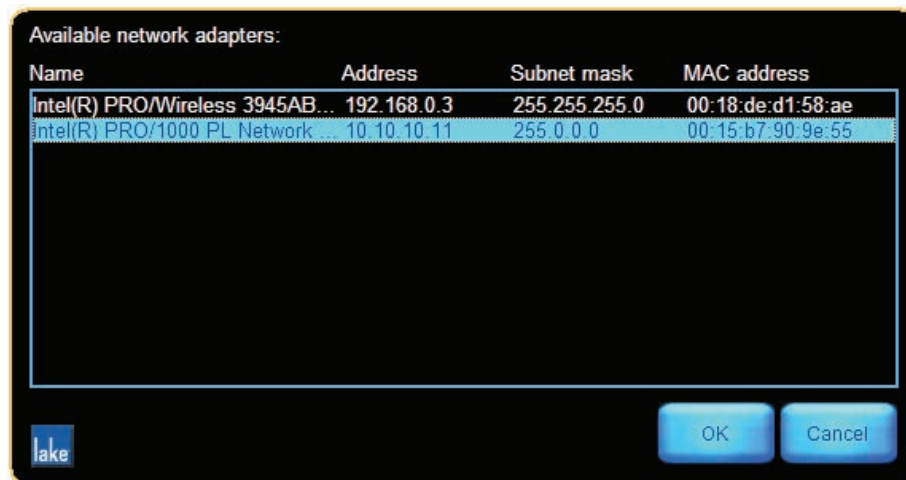 Available network adapters:
Name Address Subnet mask MAC address
Intel(R) PRO/Wireless 3945AB... 192.168.0.3 255.255.255.0 00:18:de:d1:58:ae
Intel(R) PRO/1000 PL Network ... 10.10.10.11 255.0.0.0 00:15:b7:90:9e:55
OK Cancel
lake